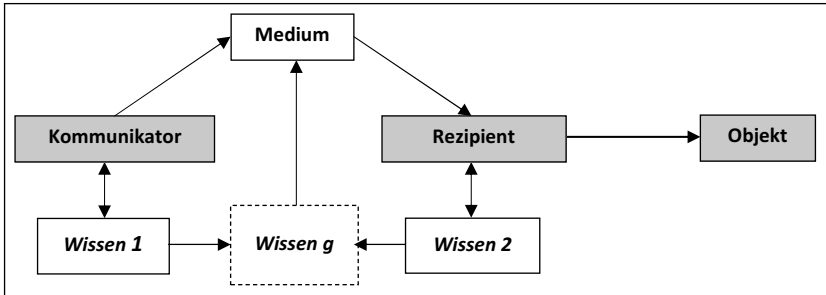 Medium
Kommunikator
Rezipient
Objekt
Wissen 1
Wissen g
Wissen 2